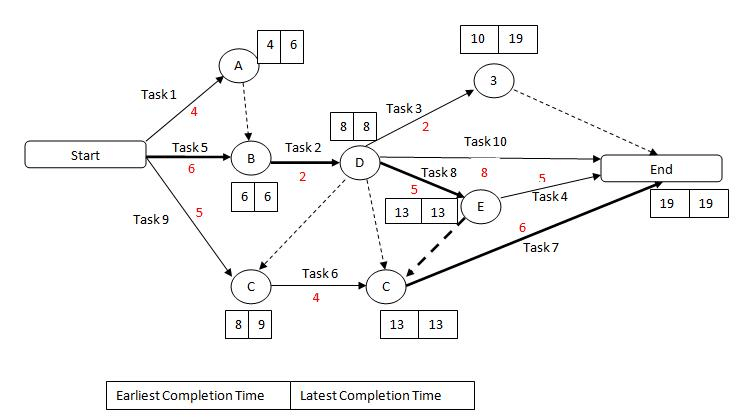 10 19
4 6
A
3
Task 1
4
8 8
Task 3
2
Start
Task 5
6
B
Task 2
2
D
Task 10
8
End
Task 8
5
5
Task 4
6 6
13 13
E
19 19
Task 9
5
6
Task 7
C
Task 6
4
C
8 9
13 13
Earliest Completion Time Latest Completion Time